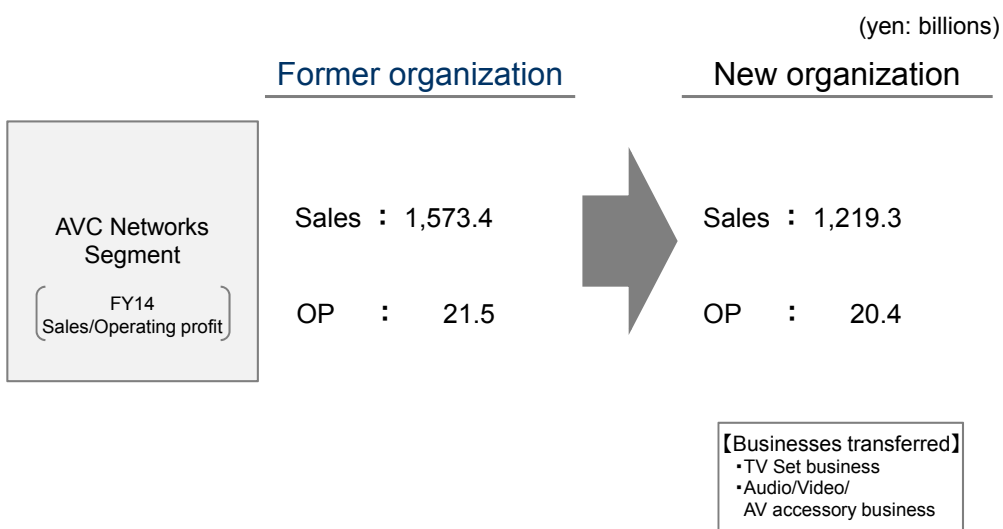 (yen: billions)
Former organization
New organization
AVC Networks
Segment
FY14
Sales/Operating profit
Sales : 1,573.4
OP : 21.5
Sales : 1,219.3
OP : 20.4
【Businesses transferred】
・TV Set business
・Audio/Video/
AV accessory business